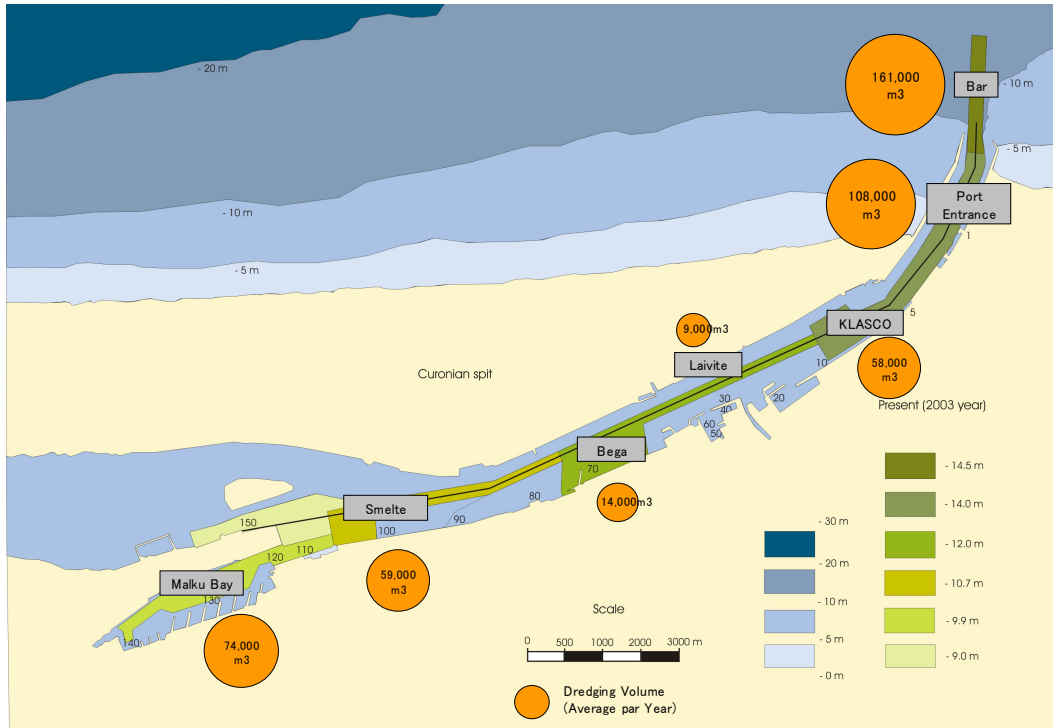 - 20 m
161,000
m3
Bar
- 10 m
- 5 m
108,000
m3
Port
Entrance
- 10 m
1
- 5 m
5
KLASCO
9,000m3
10
Laivite
58,000
m3
Curonian spit
30
40
20
Present (2003 year)
60
50
Bega
70
- 14.5 m
80
14,000m3
- 14.0 m
Smelte
150
90
100
- 30 m
- 12.0 m
110
120
- 20 m
59,000
m3
- 10.7 m
Malku Bay
130
- 10 m
Scale
- 9.9 m
140
0 500 1000 2000 3000 m
- 5 m
74,000
m3
- 9.0 m
- 0 m
Dredging Volume
(Average par Year)